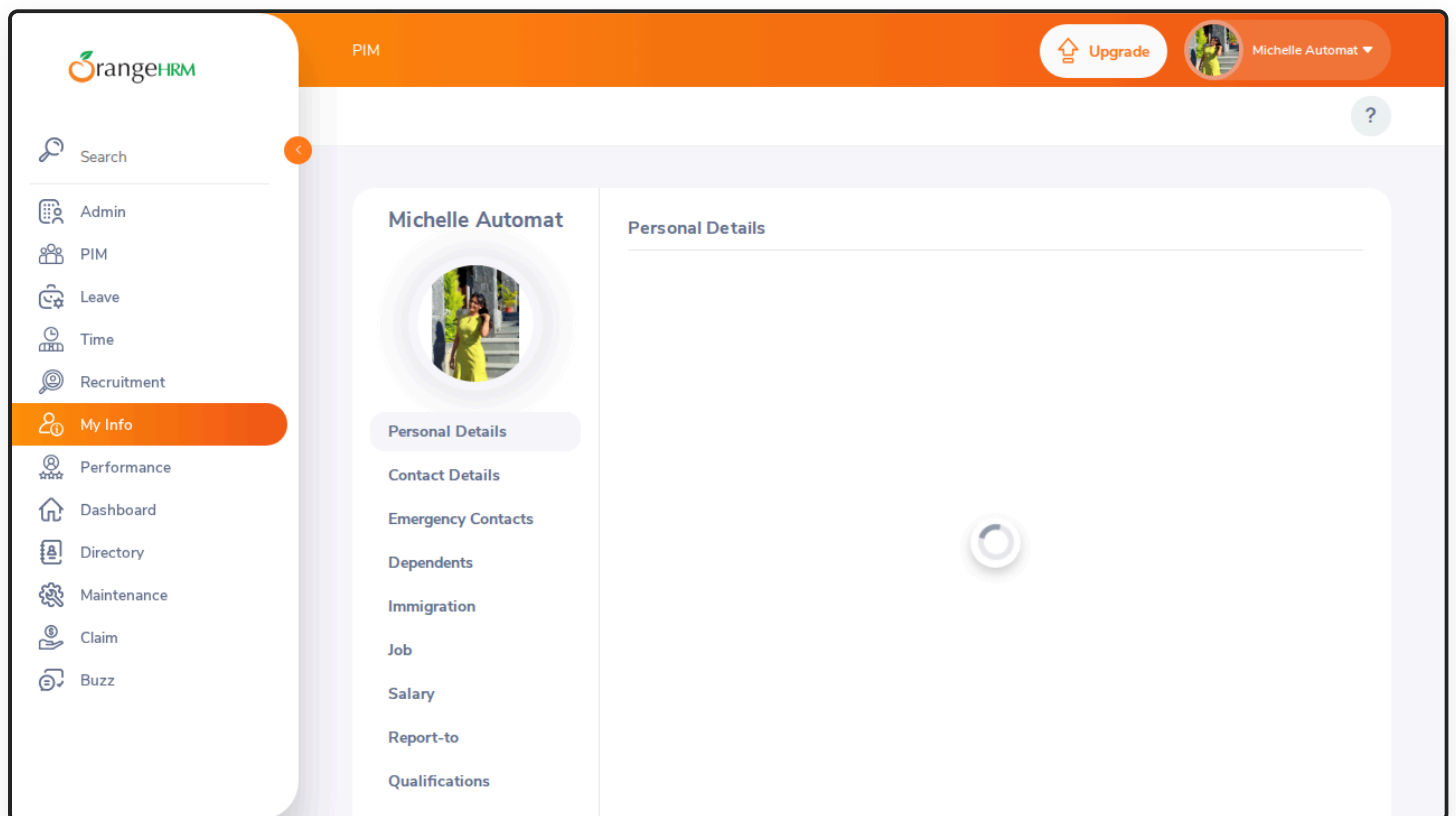 OrangeHRM
PIM
Upgrade
Michelle Automat
?
Search
Admin
PIM
Leave
Time
Recruitment
My Info
Performance
Dashboard
Directory
Maintenance
Claim
Buzz
Michelle Automat
Personal Details
Contact Details
Emergency Contacts
Dependents
Immigration
Job
Salary
Report-to
Qualifications
Personal Details